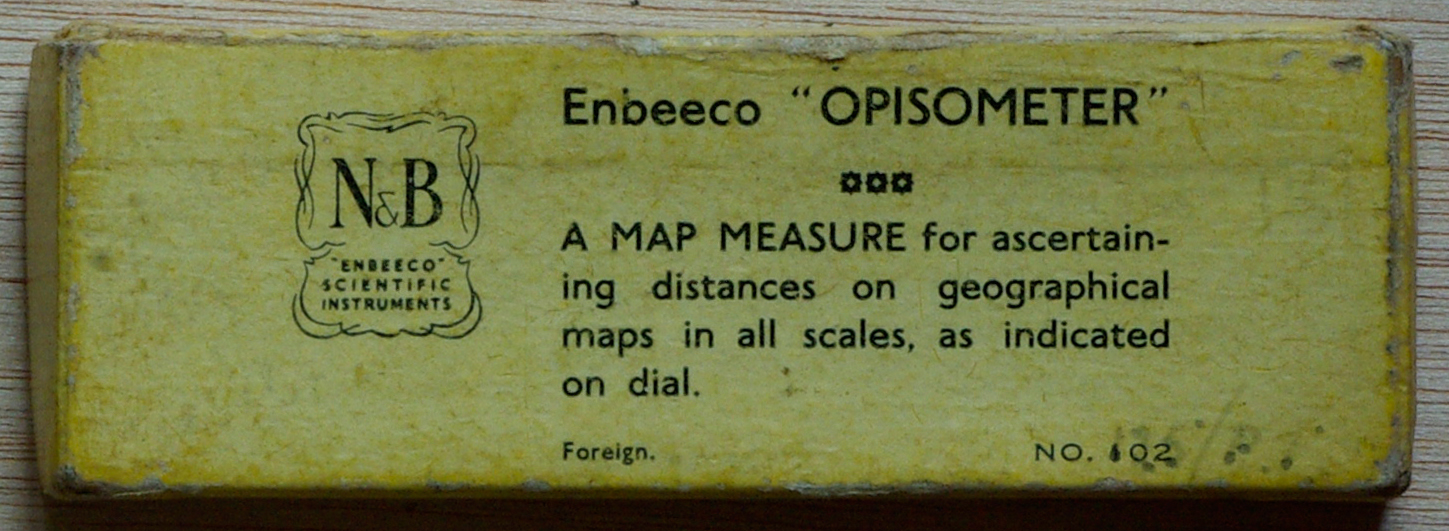 N&B
"ENBEECO"
SCIENTIFIC
INSTRUMENTS
Enbeeco "OPISOMETER"
A MAP MEASURE for ascertain-
ing distances on geographical
maps in all scales, as indicated
on dial.
Foreign.
NO.